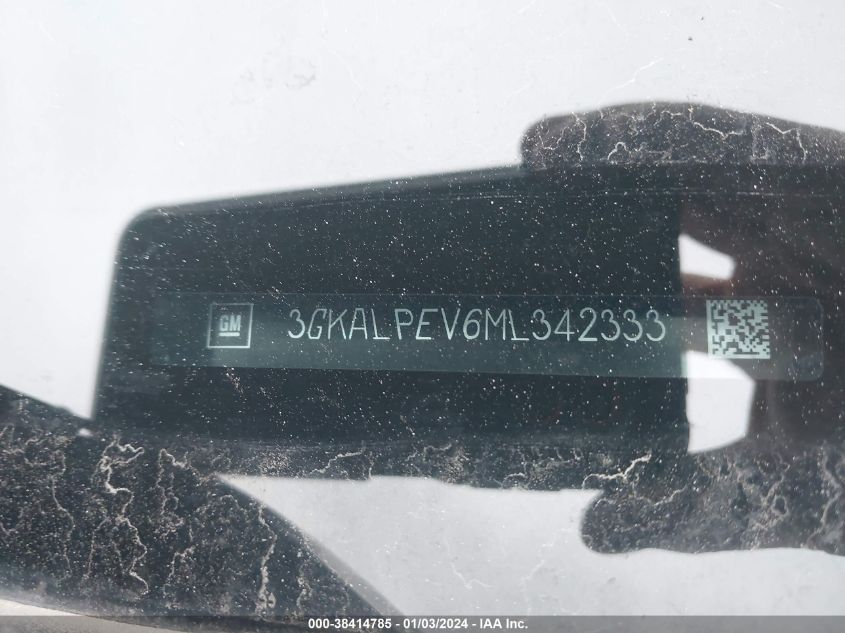 GM 3GKALPEV6ML342333
000-38414785 - 01/03/2024 - IAA Inc.